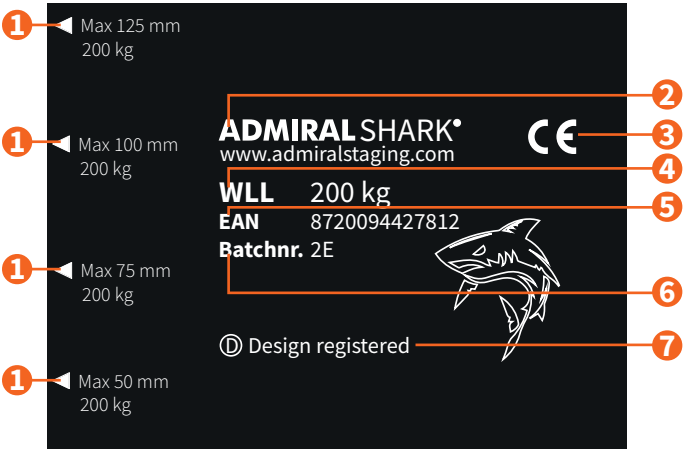 1 Max 125 mm
200 kg
2
ADMIRAL SHARK
CE 3
1 Max 100 mm
200 kg
www.admiralstaging.com
4
WLL 200 kg
5
EAN 8720094427812
Batchnr. 2E
1 Max 75 mm
200 kg
6
Ⓓ Design registered 7
1 Max 50 mm
200 kg